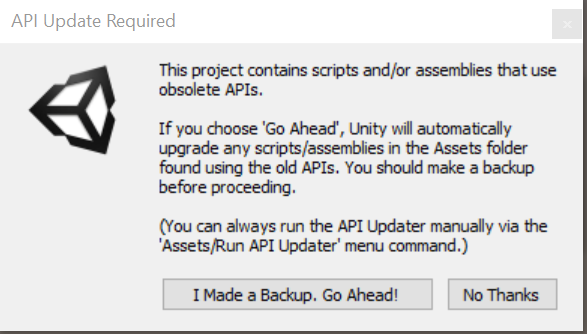 API Update Required
This project contains scripts and/or assemblies that use
obsolete APIs.
If you choose 'Go Ahead', Unity will automatically
upgrade any scripts/assemblies in the Assets folder
found using the old APIs. You should make a backup
before proceeding.
(You can always run the API Updater manually via the
'Assets/Run API Updater' menu command.)
I Made a Backup. Go Ahead!
No Thanks